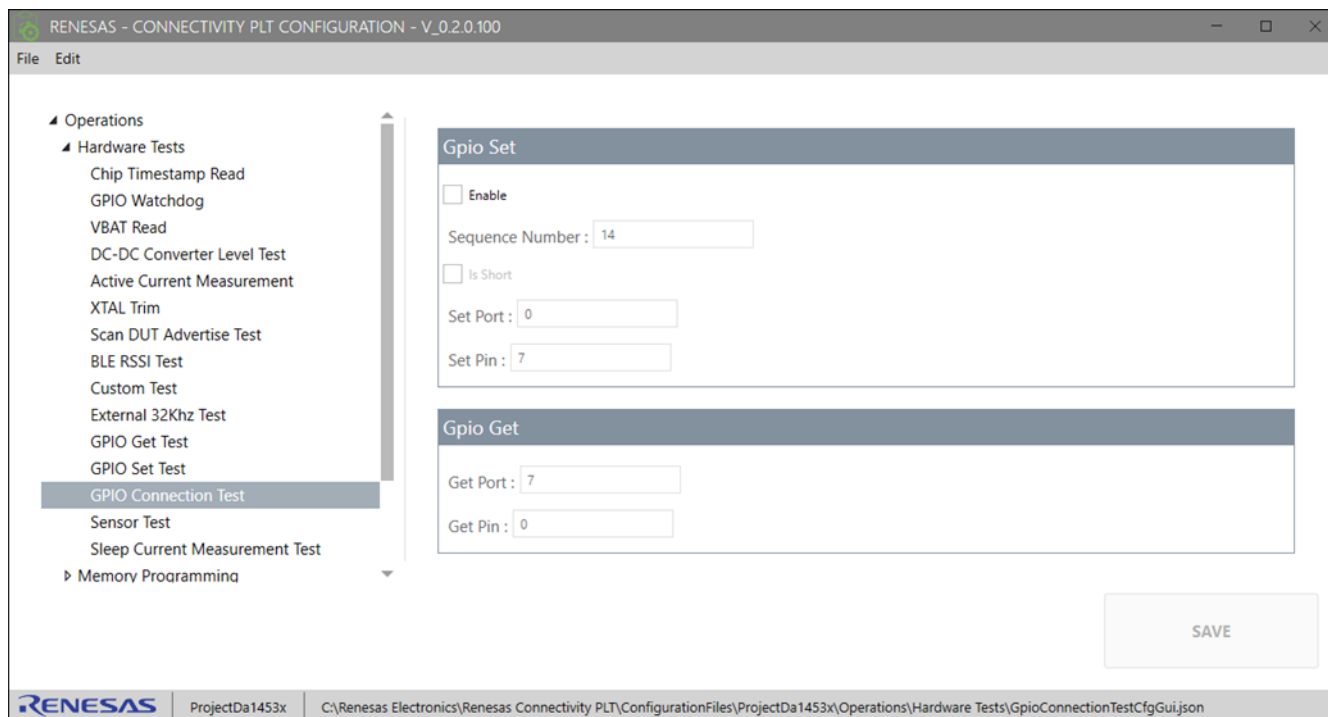 RENESAS - CONNECTIVITY PLT CONFIGURATION - V_0.2.0.100
File Edit
Operations
Hardware Tests
Chip Timestamp Read
GPIO Watchdog
VBAT Read
DC-DC Converter Level Test
Active Current Measurement
XTAL Trim
Scan DUT Advertise Test
BLE RSSI Test
Custom Test
External 32Khz Test
GPIO Get Test
GPIO Set Test
GPIO Connection Test
Sensor Test
Sleep Current Measurement Test
Memory Programming
Gpio Set
Enable
Sequence Number : 14
Is Short
Set Port : 0
Set Pin : 7
Gpio Get
Get Port : 7
Get Pin : 0
SAVE
RENESAS ProjectDa1453x C:\Renesas Electronics\Renesas Connectivity PLT\ConfigurationFiles\ProjectDa1453x\Operations\Hardware Tests\GpioConnectionTestCfgGui.json